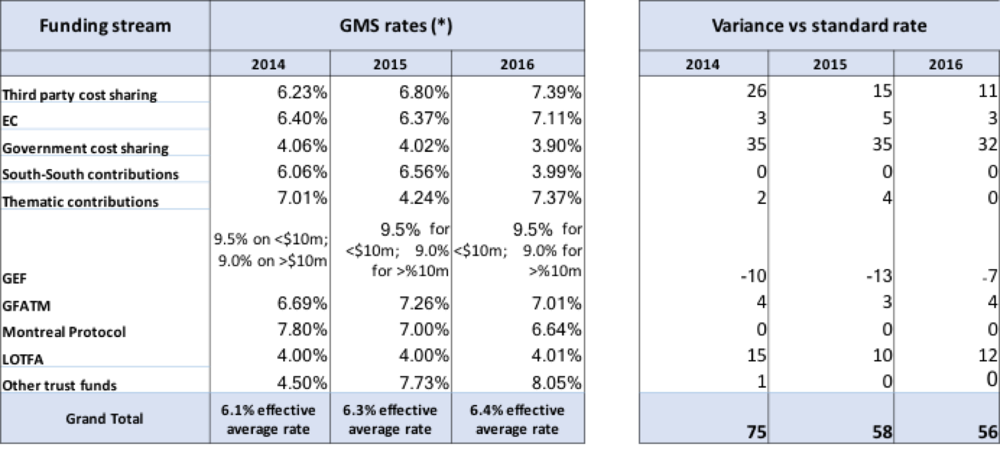 Funding stream GMS rates (*) Variance vs standard rate
2014 2015 2016 2014 2015 2016
Third party cost sharing 6.23% 6.80% 7.39% 26 15 11
EC 6.40% 6.37% 7.11% 3 5 3
Government cost sharing 4.06% 4.02% 3.90% 35 35 32
South-South contributions 6.06% 6.56% 3.99% 0 0 0
Thematic contributions 7.01% 4.24% 7.37% 2 4 0
9.5% on <$10m; 9.5% for 9.5% for
9.0% on >$10m <$10m; 9.0% <$10m; 9.0% for
for >%10m >%10m
GEF -10 -13 -7
GFATM 6.69% 7.26% 7.01% 4 3 4
Montreal Protocol 7.80% 7.00% 6.64% 0 0 0
LOTFA 4.00% 4.00% 4.01% 15 10 12
Other trust funds 4.50% 7.73% 8.05% 1 0 0
Grand Total 6.1% effective 6.3% effective 6.4% effective
average rate average rate average rate 75 58 56